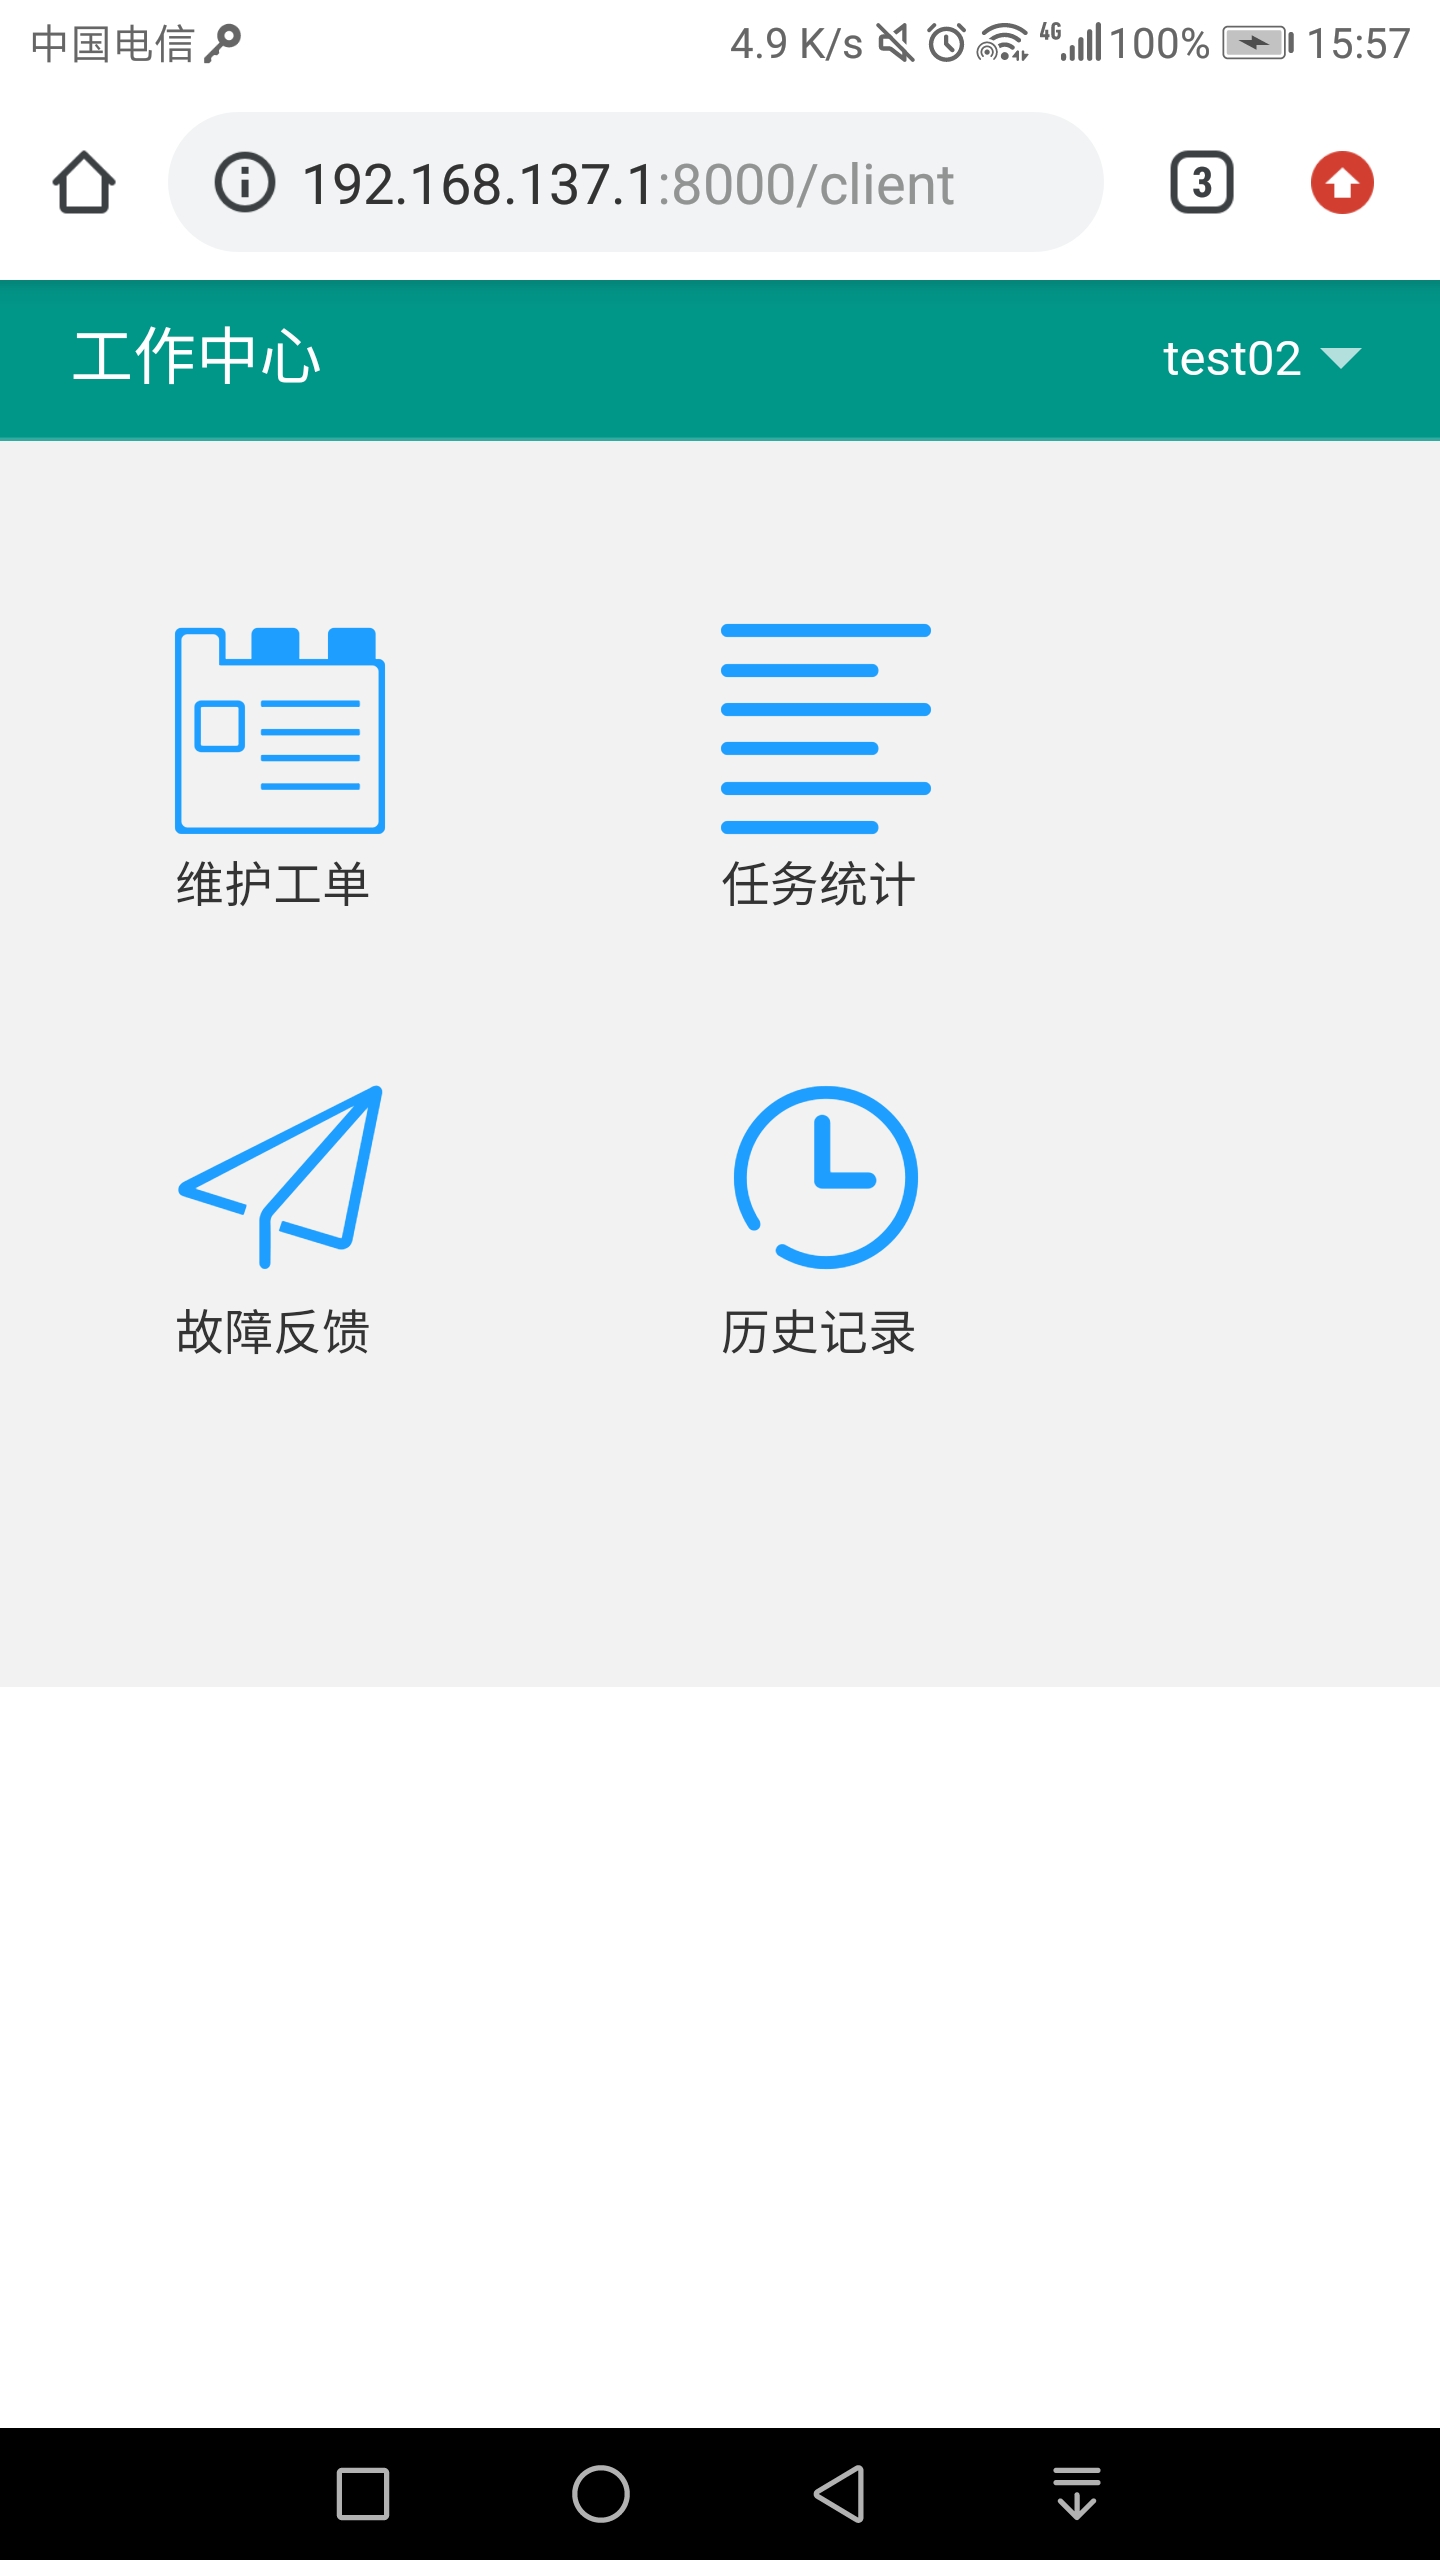 中国电信 4.9 K/s 4G 100% 15:57
192.168.137.1:8000/client 3
工作中心 test02
维护工单 任务统计
故障反馈 历史记录